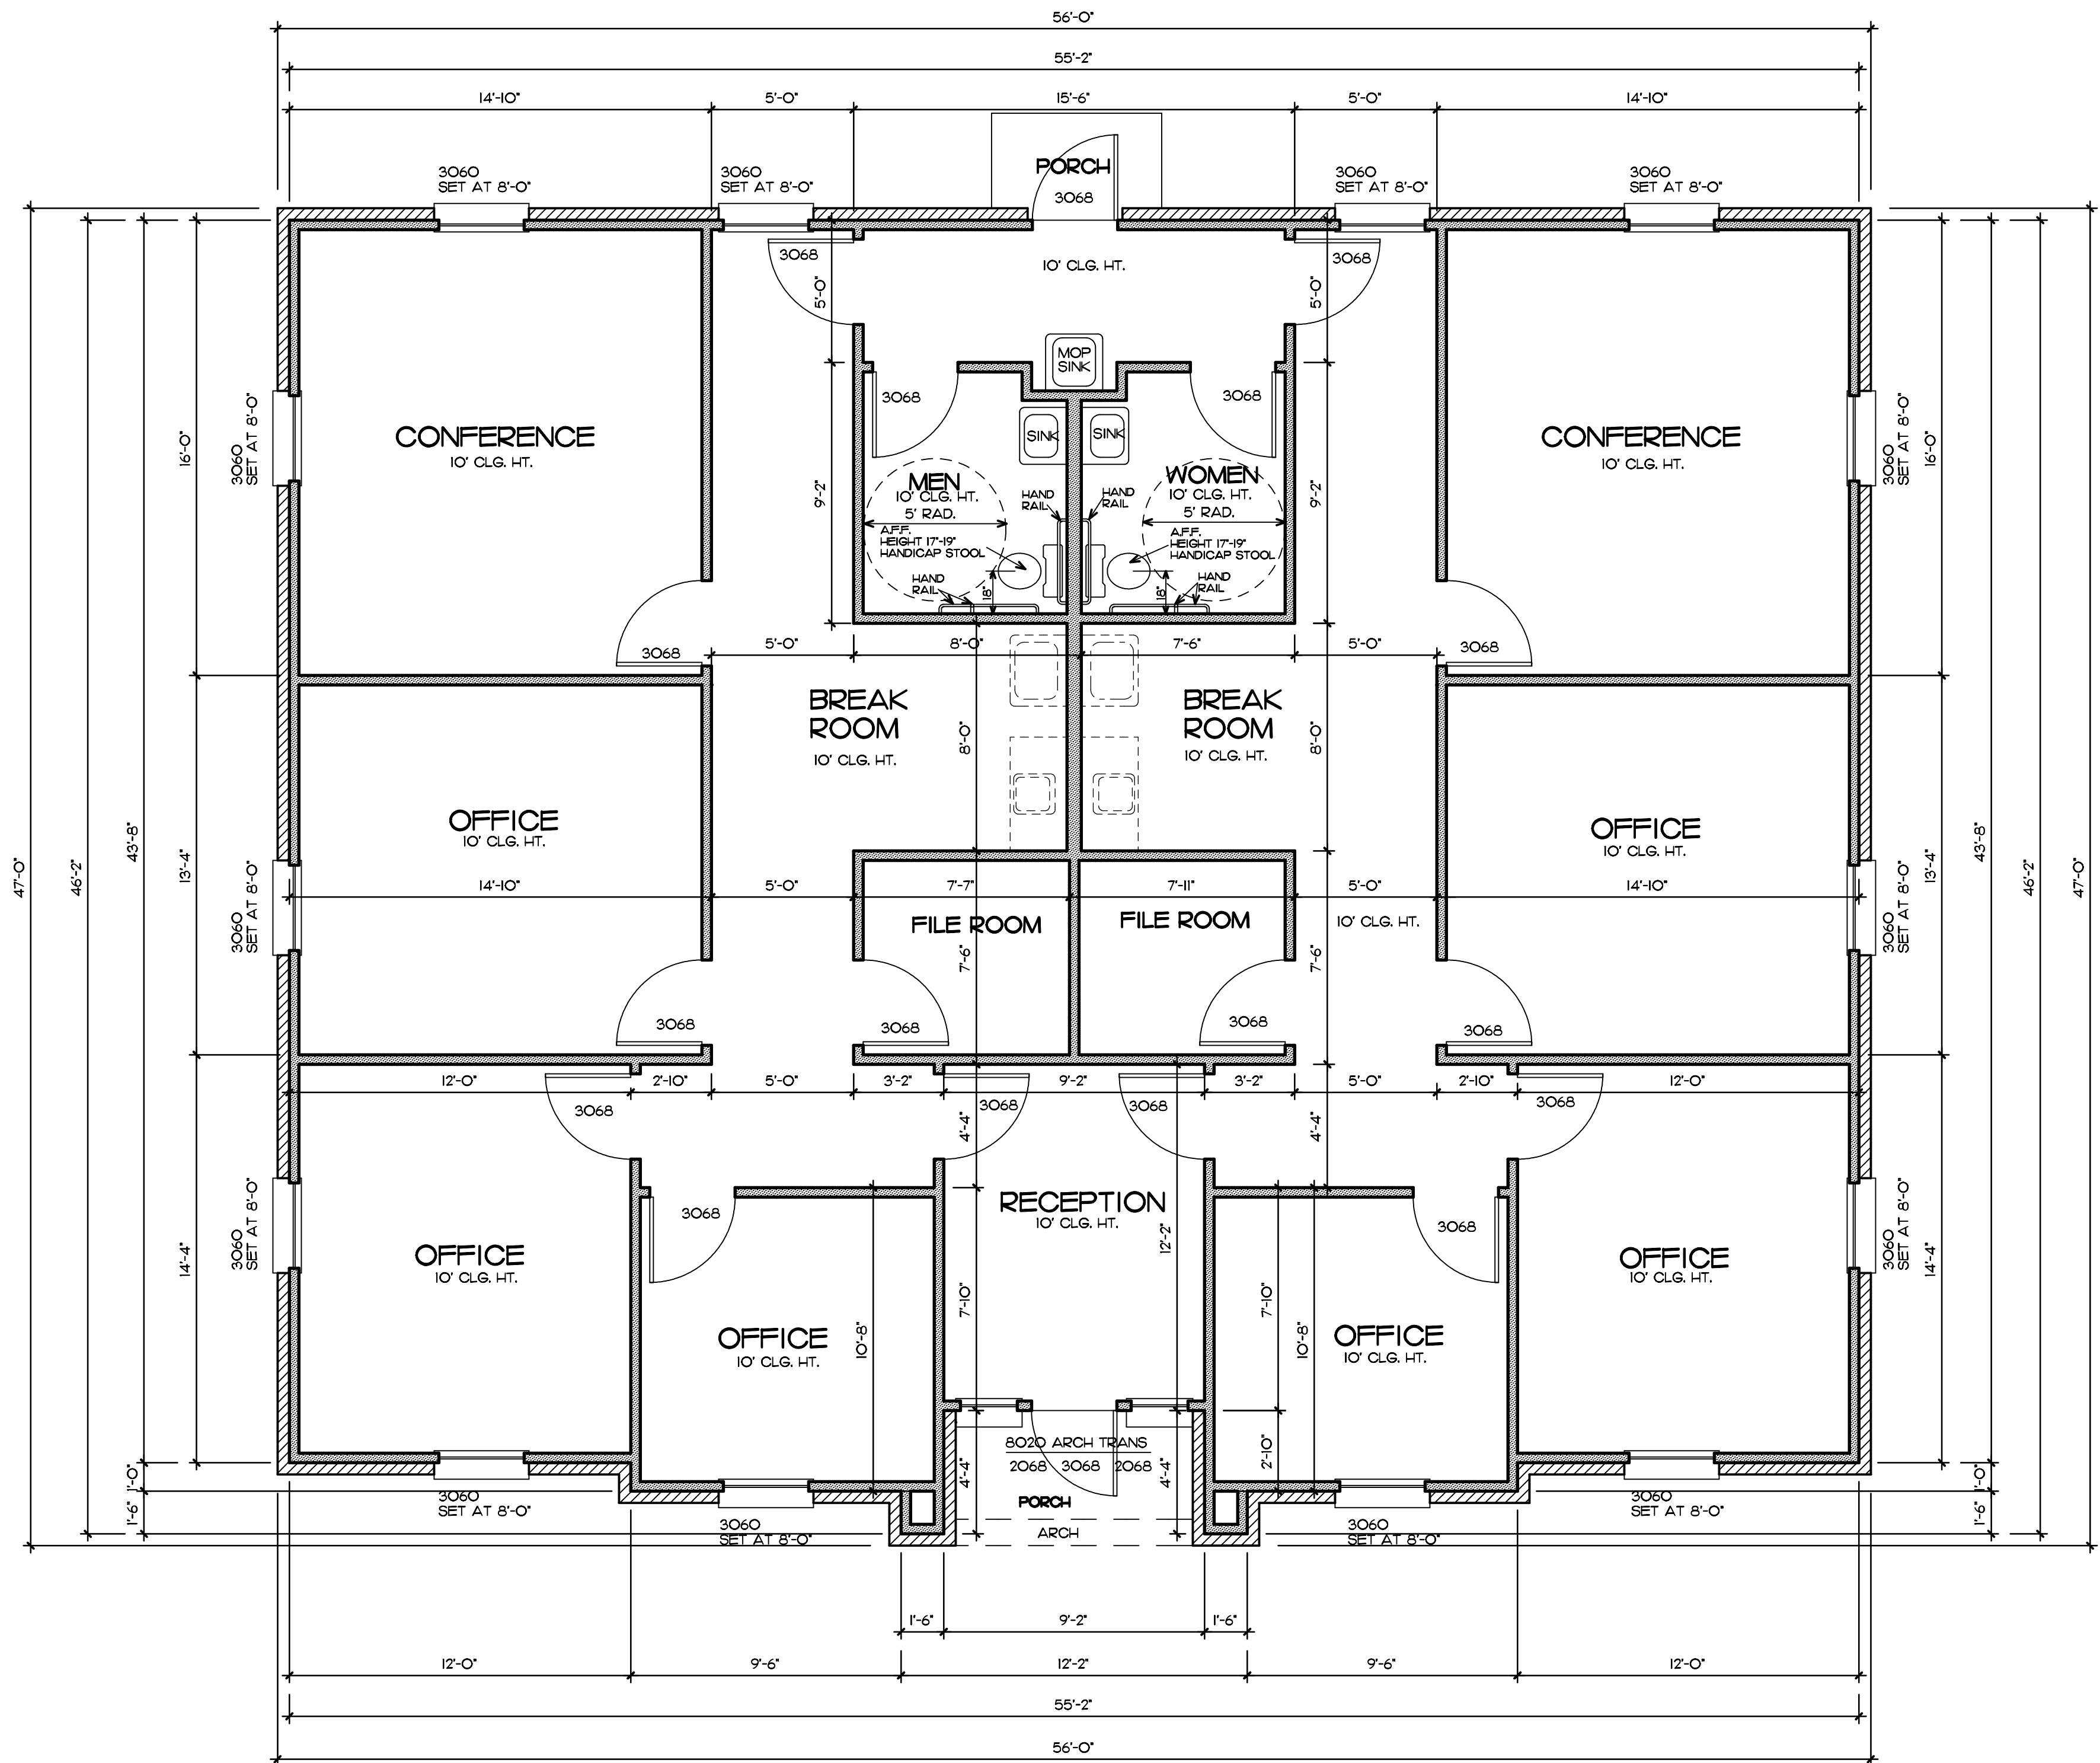 56'-0"
55'-2"
14'-10" 5'-0" 15'-6" 5'-0" 14'-10"
PORCH
3068
3060
SET AT 8'-0"
3060
SET AT 8'-0"
3060
SET AT 8'-0"
3060
SET AT 8'-0"
3068
10' CLG. HT.
3068
5'-0"
5'-0"
MOP
SINK
3068
3068
SINK
SINK
CONFERENCE
10' CLG. HT.
CONFERENCE
10' CLG. HT.
3060
SET AT 8'-0"
16'-0"
3060
SET AT 8'-0"
16'-0"
9'-2"
9'-2"
MEN
10' CLG. HT.
5' RAD.
A.F.F.
HEIGHT 17"-19"
HANDICAP STOOL
HAND
RAIL
HAND
RAIL
18"
WOMEN
10' CLG. HT.
5' RAD.
A.F.F.
HEIGHT 17"-19"
HANDICAP STOOL
HAND
RAIL
HAND
RAIL
18"
3068
5'-0" 8'-0" 7'-6" 5'-0"
3068
BREAK
ROOM
10' CLG. HT.
8'-0"
BREAK
ROOM
10' CLG. HT.
8'-0"
47'-0"
46'-2"
43'-8"
13'-4"
OFFICE
10' CLG. HT.
OFFICE
10' CLG. HT.
13'-4"
43'-8"
46'-2"
47'-0"
3060
SET AT 8'-0"
3060
SET AT 8'-0"
14'-10" 5'-0" 7'-7" 7'-11" 5'-0" 14'-10"
FILE ROOM
FILE ROOM
10' CLG. HT.
7'-6"
7'-6"
3068
3068
3068
3068
12'-0" 2'-10" 5'-0" 3'-2" 9'-2" 3'-2" 5'-0" 2'-10" 12'-0"
3068
3068
3068
3068
4'-4"
4'-4"
3060
SET AT 8'-0"
14'-4"
3060
SET AT 8'-0"
14'-4"
3068
RECEPTION
10' CLG. HT.
12'-2"
3068
OFFICE
10' CLG. HT.
OFFICE
10' CLG. HT.
OFFICE
10' CLG. HT.
10'-8"
7'-10"
7'-10"
10'-8"
OFFICE
10' CLG. HT.
8020 ARCH TRANS
2068 3068 2068
4'-4"
4'-4"
2'-10"
PORCH
ARCH
1'-0"
1'-6"
1'-0"
1'-6"
3060
SET AT 8'-0"
3060
SET AT 8'-0"
3060
SET AT 8'-0"
3060
SET AT 8'-0"
1'-6" 9'-2" 1'-6"
12'-0" 9'-6" 12'-2" 9'-6" 12'-0"
55'-2"
56'-0"